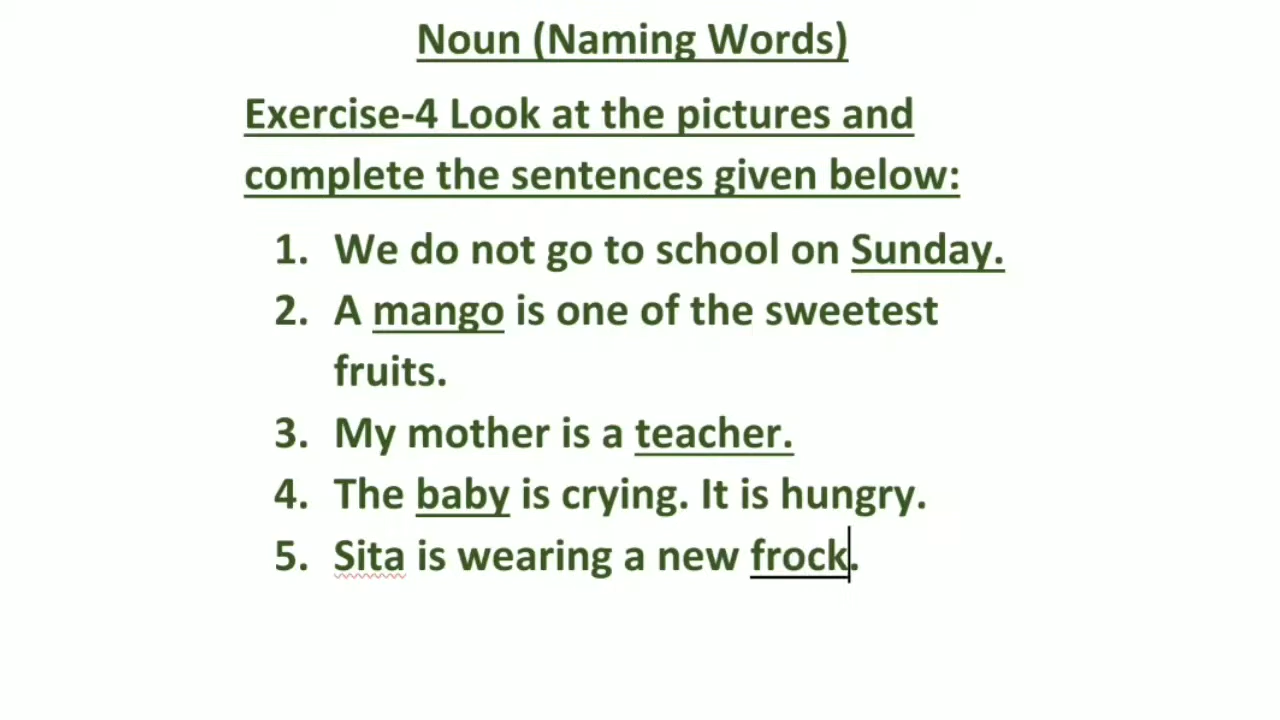 Noun (Naming Words)
Exercise-4 Look at the pictures and
complete the sentences given below:
1. We do not go to school on Sunday.
2. A mango is one of the sweetest
fruits.
3. My mother is a teacher.
4. The baby is crying. It is hungry.
5. Sita is wearing a new frock.